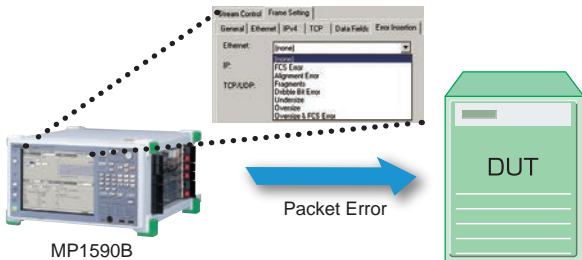 Stream Control Frame Setting
General Ethernet IPv4 TCP Data Fields Error Insertion
Ethernet: (none)
(none)
IP: FCS Error
Alignment Error
TCP/UDP: Fragments
Dribble Bit Error
Undersize
Oversize
Oversize & FCS Error
DUT
Packet Error
MP1590B